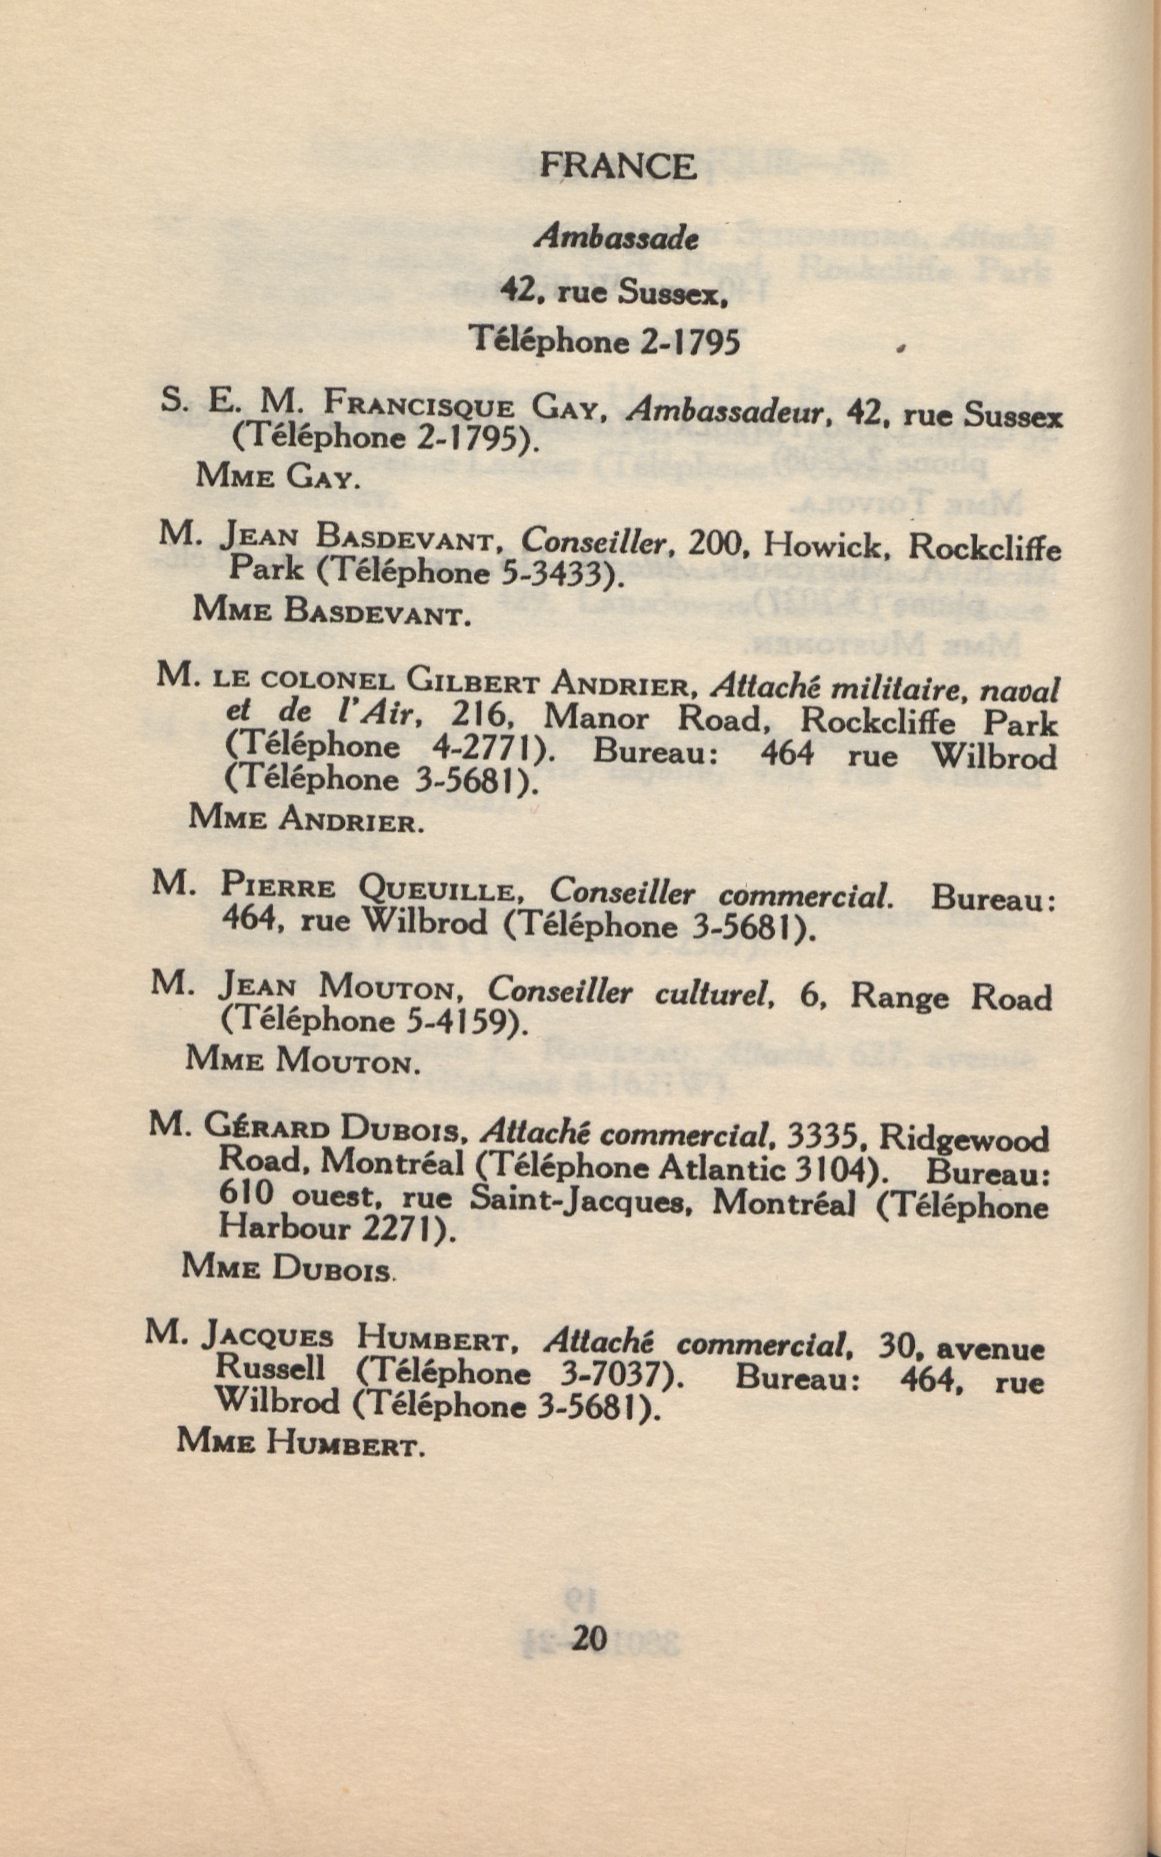 FRANCE
Ambassade
42, rue Sussex,
Téléphone 2-1795
S. E. M. FRANCISQUE GAY, Ambassadeur, 42, rue Sussex
(Téléphone 2-1795).
MME GAY.
M. JEAN BASDEVANT, Conseiller, 200, Howick, Rockcliffe
Park (Téléphone 5-3433).
MME BASDEVANT.
M. LE COLONEL GILBERT ANDRIER, Attaché militaire, naval
et de l'Air, 216, Manor Road, Rockcliffe Park
(Téléphone 4-2771). Bureau: 464 rue Wilbrod
(Téléphone 3-5681).
MME ANDRIER.
M. PIERRE QUEUILLE, Conseiller commercial. Bureau:
464, rue Wilbrod (Téléphone 3-5681).
M. JEAN MOUTON, Conseiller culturel, 6, Range Road
(Téléphone 5-4159).
MME MOUTON.
M. GÉRARD DUBOIS, Attaché commercial, 3335, Ridgewood
Road, Montréal (Téléphone Atlantic 3104). Bureau:
610 ouest, rue Saint-Jacques, Montréal (Téléphone
Harbour 2271).
MME DUBOIS.
M. JACQUES HUMBERT, Attaché commercial, 30, avenue
Russell (Téléphone 3-7037). Bureau: 464, rue
Wilbrod (Téléphone 3-5681).
MME HUMBERT.
20